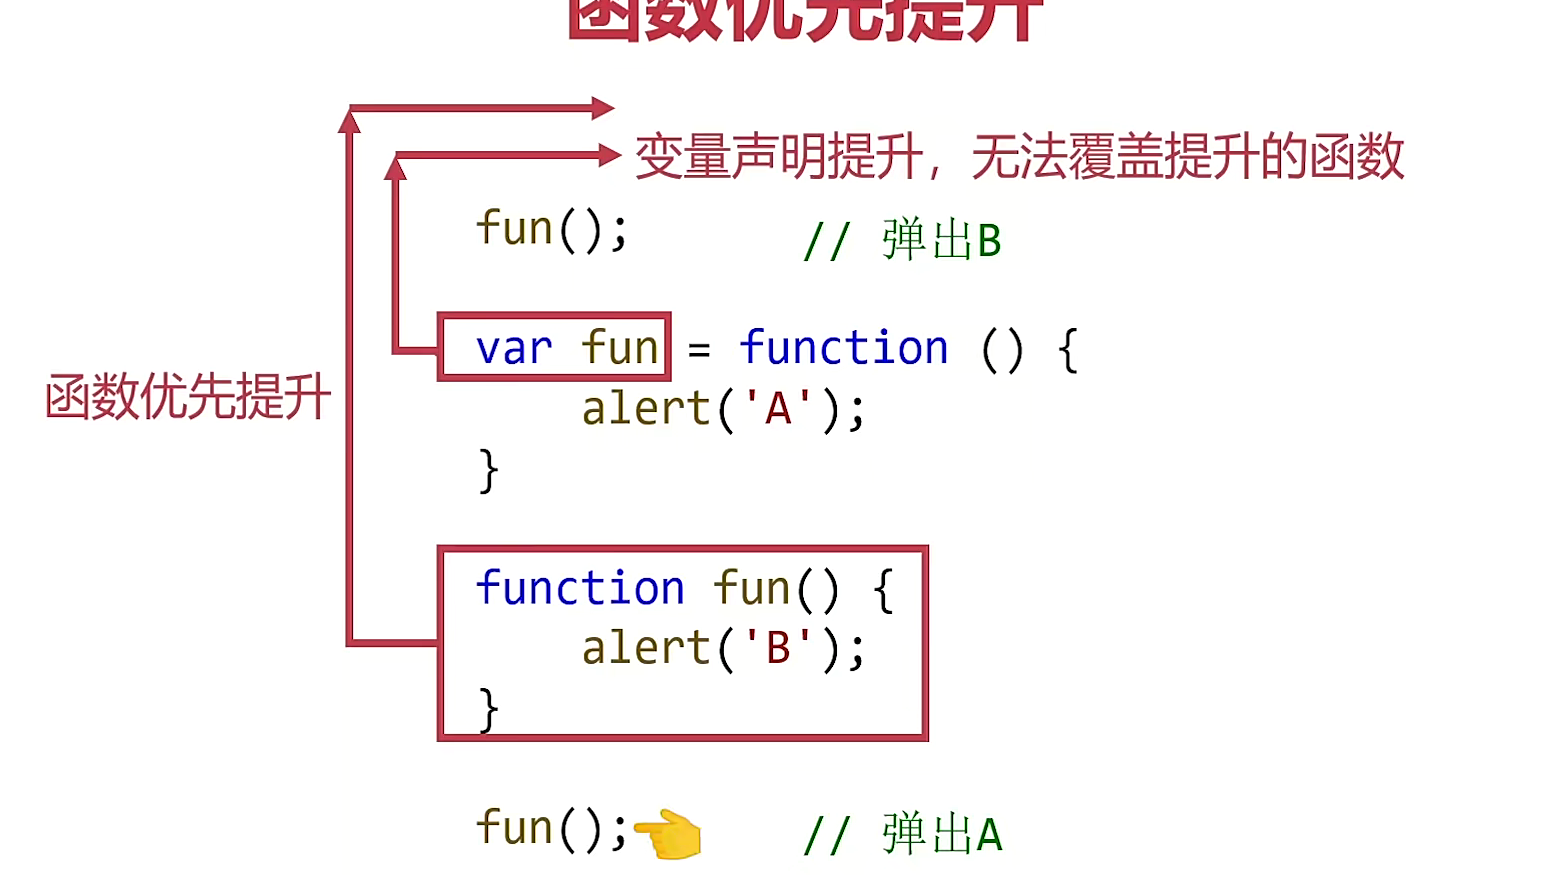 函数优先提升
变量声明提升，无法覆盖提升的函数
fun(); // 弹出B
var fun = function () {
函数优先提升
alert('A');
}
function fun() {
alert('B');
}
fun(); // 弹出A